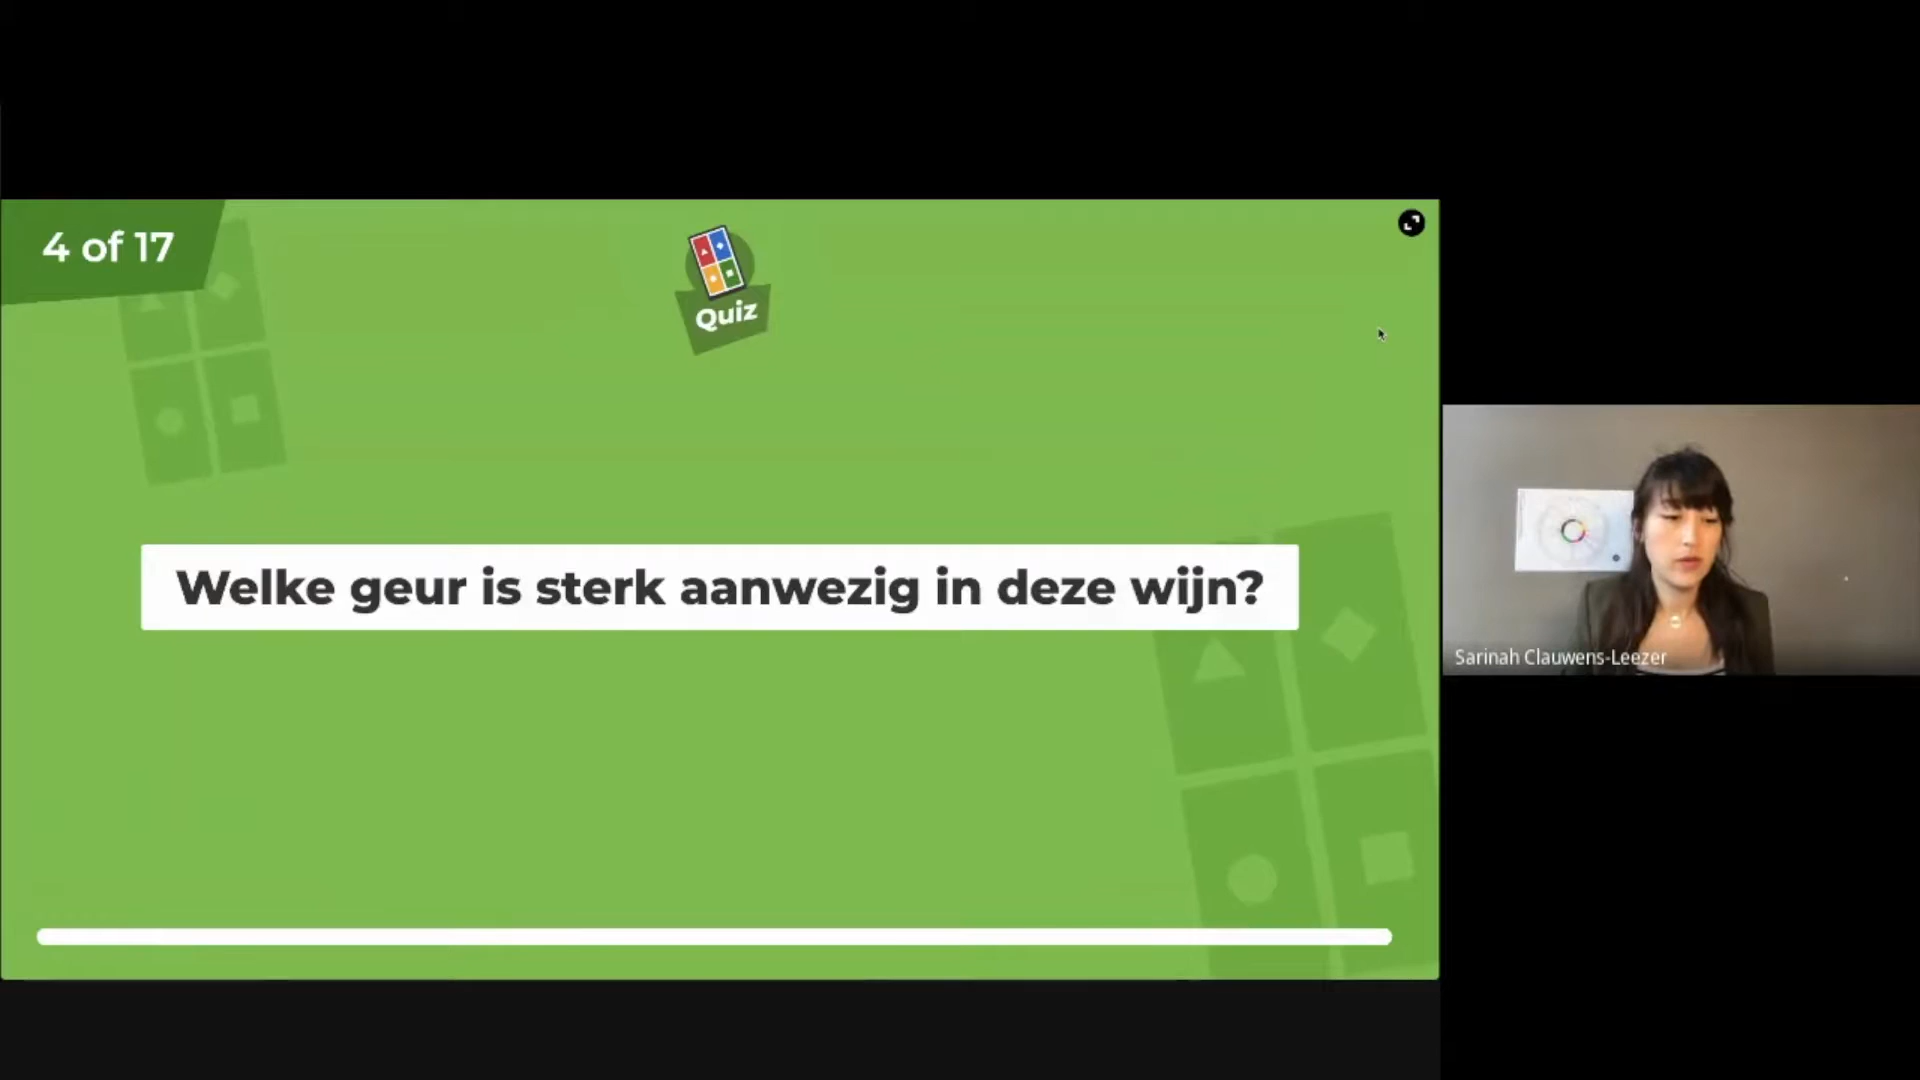 4 of 17
Quiz
Welke geur is sterk aanwezig in deze wijn?
Sarinah Clauwens-Leezer